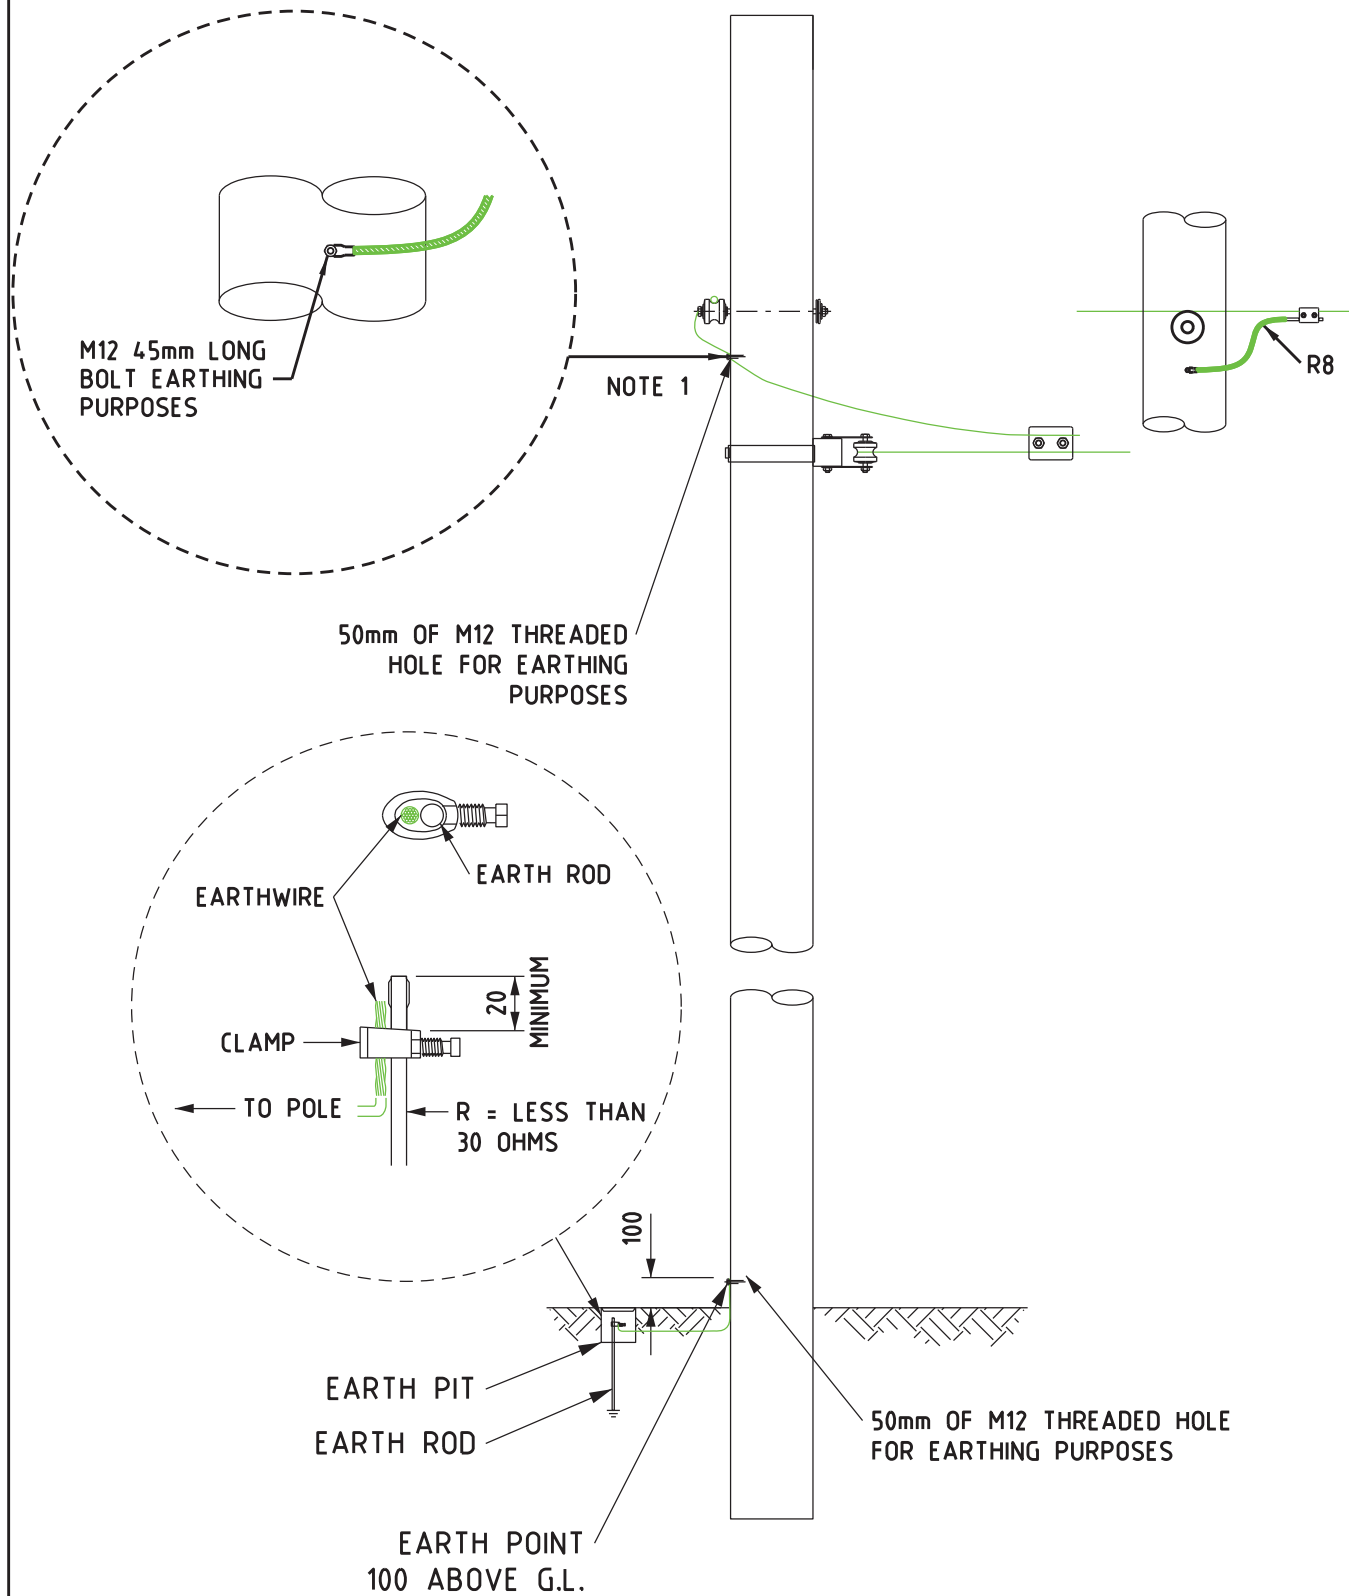 M12 45mm LONG
BOLT EARTHING
PURPOSES
NOTE 1
R8
50mm OF M12 THREADED
HOLE FOR EARTHING
PURPOSES
EARTH ROD
EARTHWIRE
20
MINIMUM
CLAMP
TO POLE
R = LESS THAN
30 OHMS
100
EARTH PIT
EARTH ROD
50mm OF M12 THREADED HOLE
FOR EARTHING PURPOSES
EARTH POINT
100 ABOVE G.L.